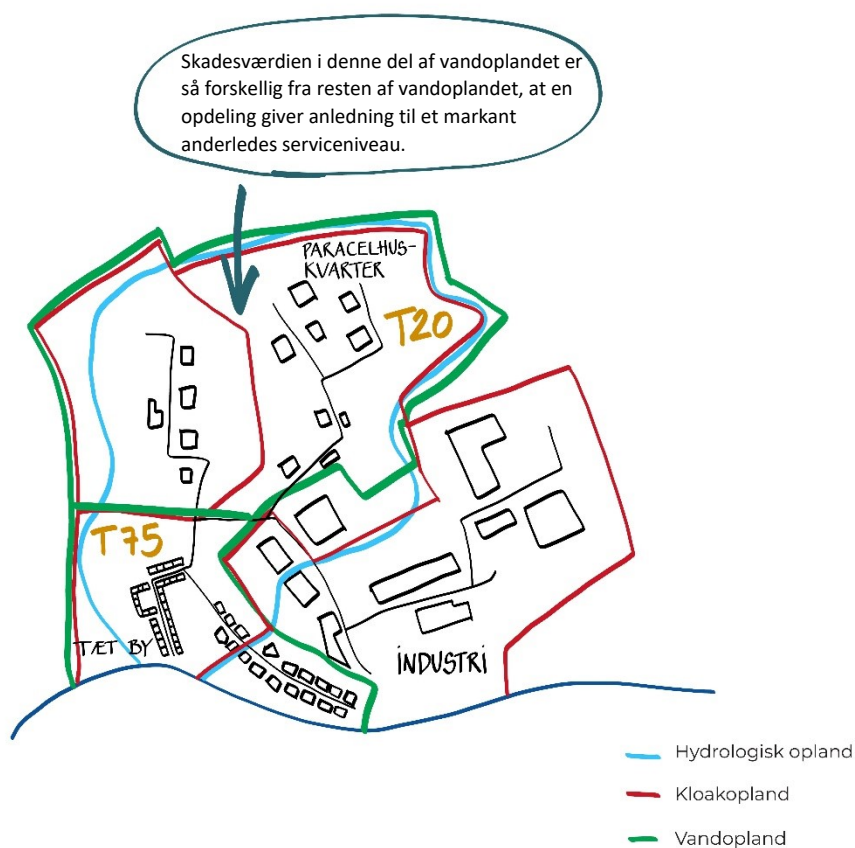 Skadesværdien i denne del af vandoplandet er
så forskellig fra resten af vandoplandet, at en
opdeling giver anledning til et markant
anderledes serviceniveau.
PARACELHUS-
KVARTER
T20
T75
TÆT BY
INDUSTRI
Hydrologisk opland
Kloakopland
Vandopland